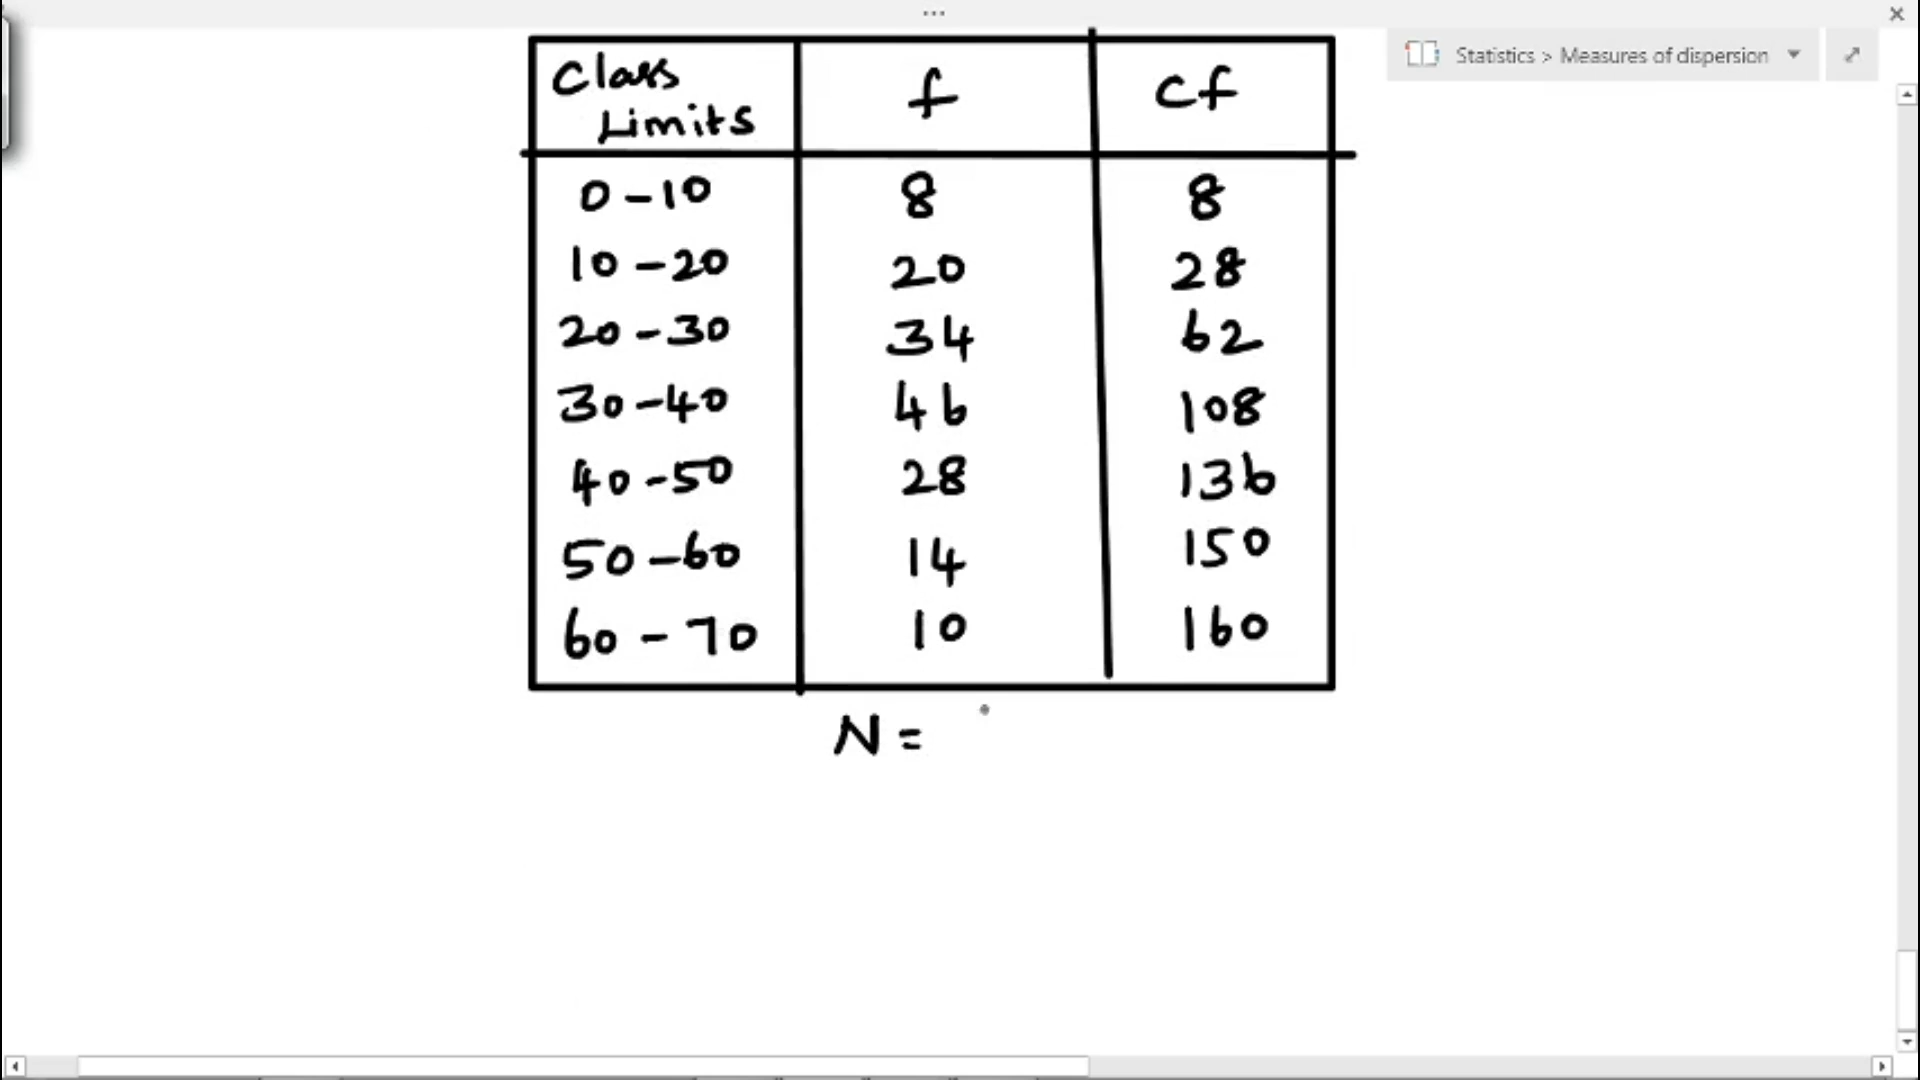 ...
Statistics > Measures of dispersion
Class Limits f Cf
0-10 8 8
10-20 20 28
20-30 34 62
30-40 46 108
40-50 28 136
50-60 14 150
60-70 10 160
N=